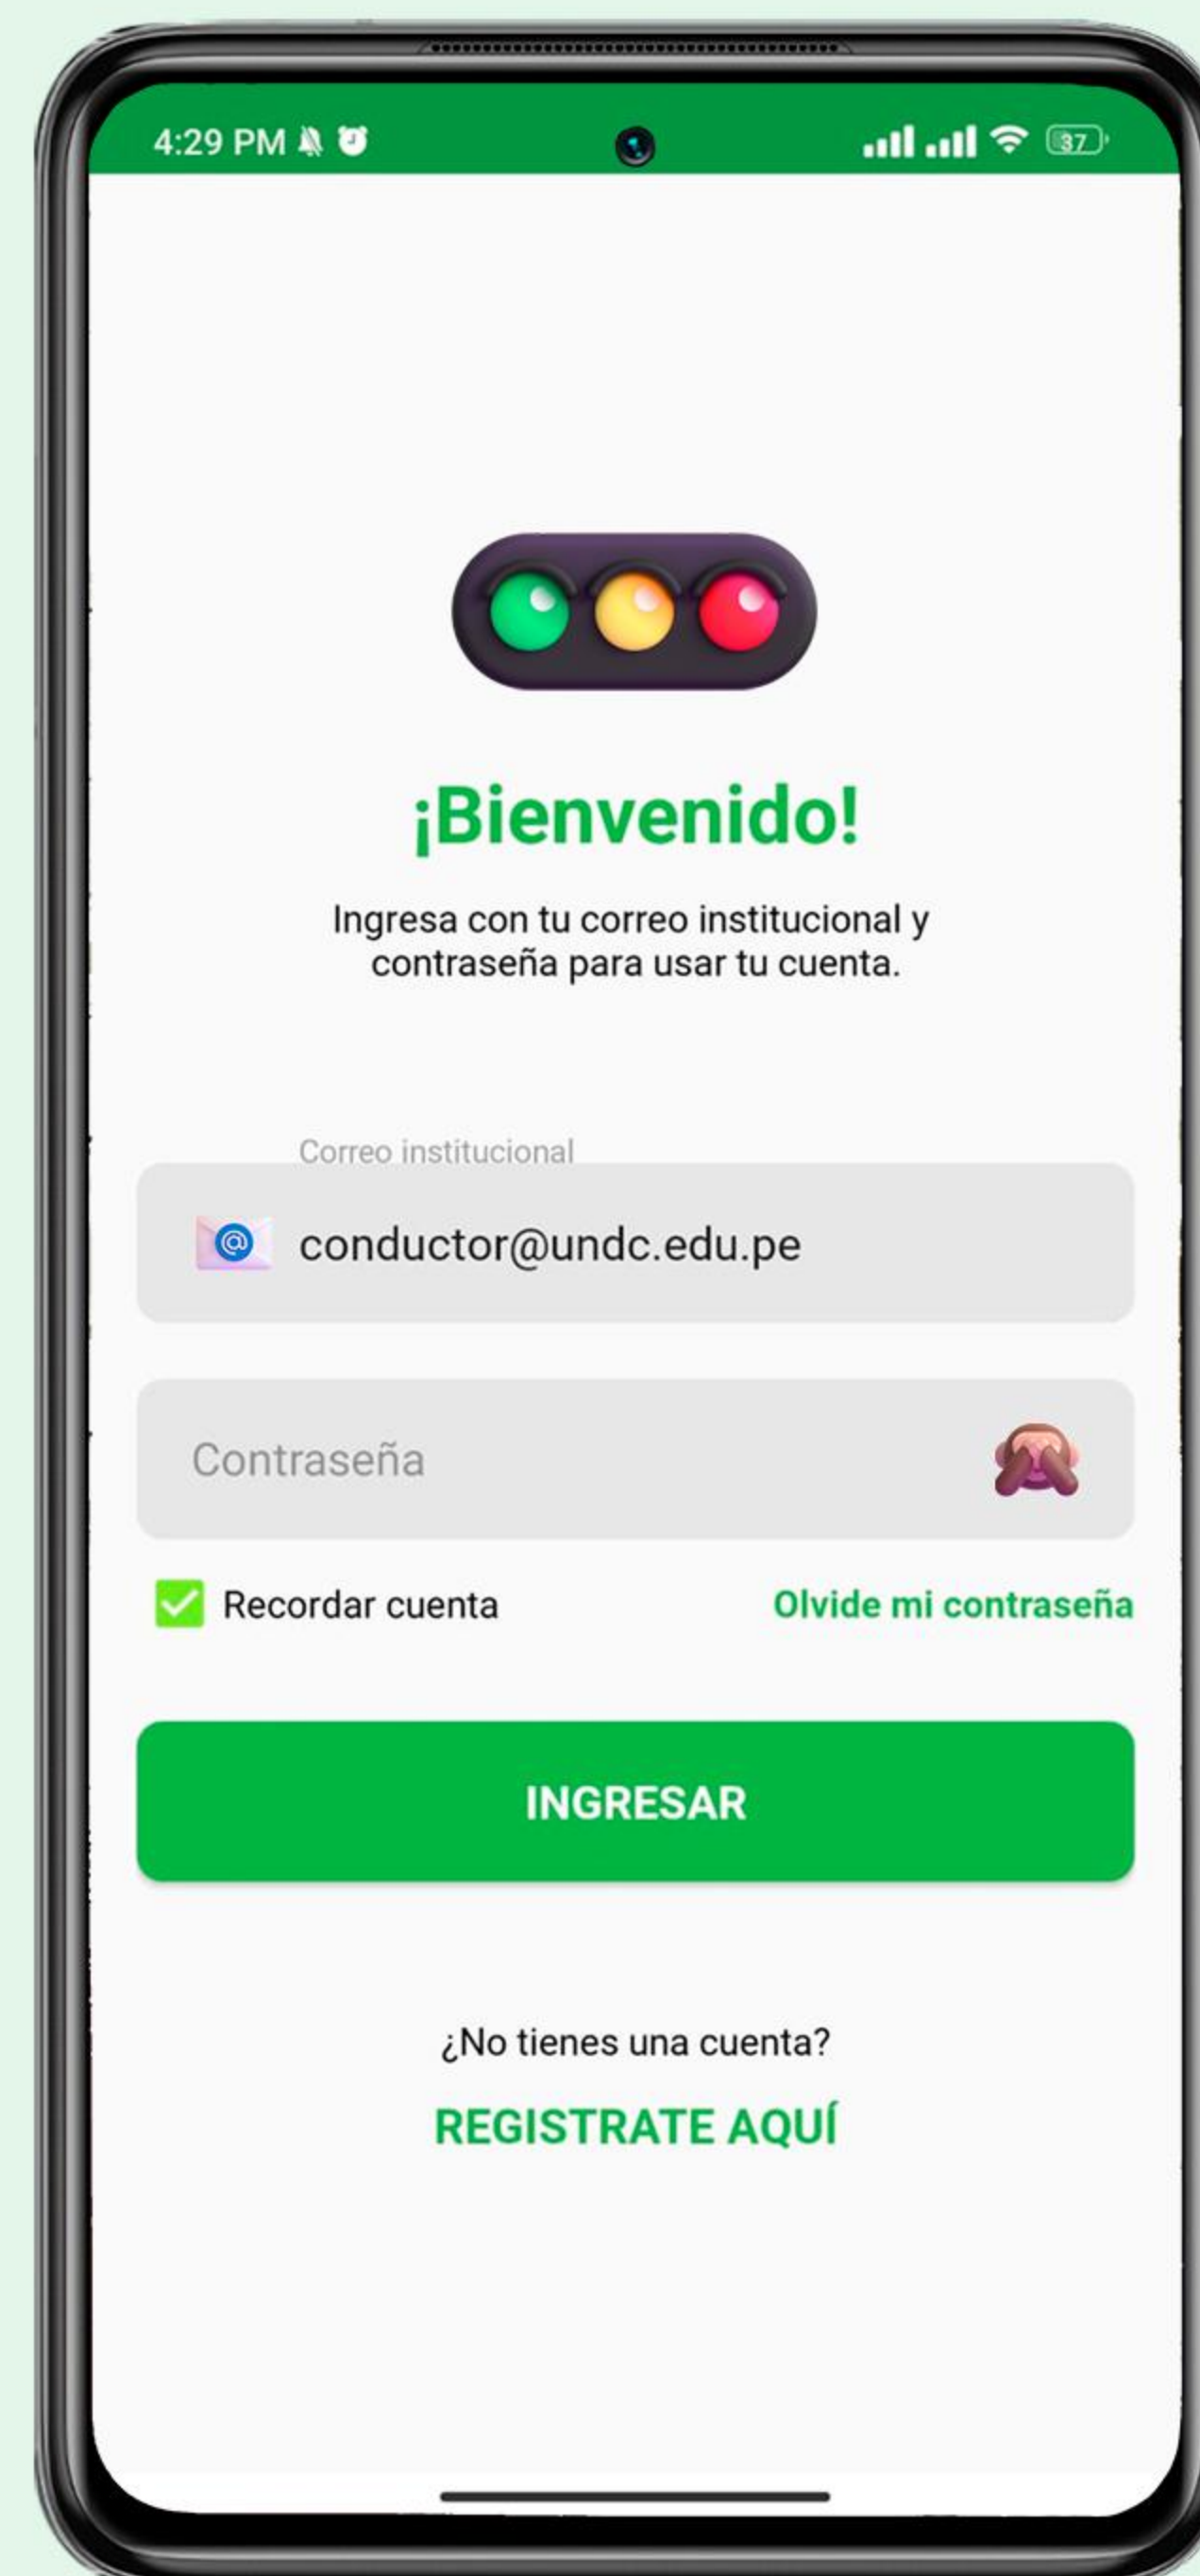 4:29 PM
37
¡Bienvenido!
Ingresa con tu correo institucional y
contraseña para usar tu cuenta.
Correo institucional
@ conductor@undc.edu.pe
Contraseña
Recordar cuenta
Olvide mi contraseña
INGRESAR
¿No tienes una cuenta?
REGISTRATE AQUÍ